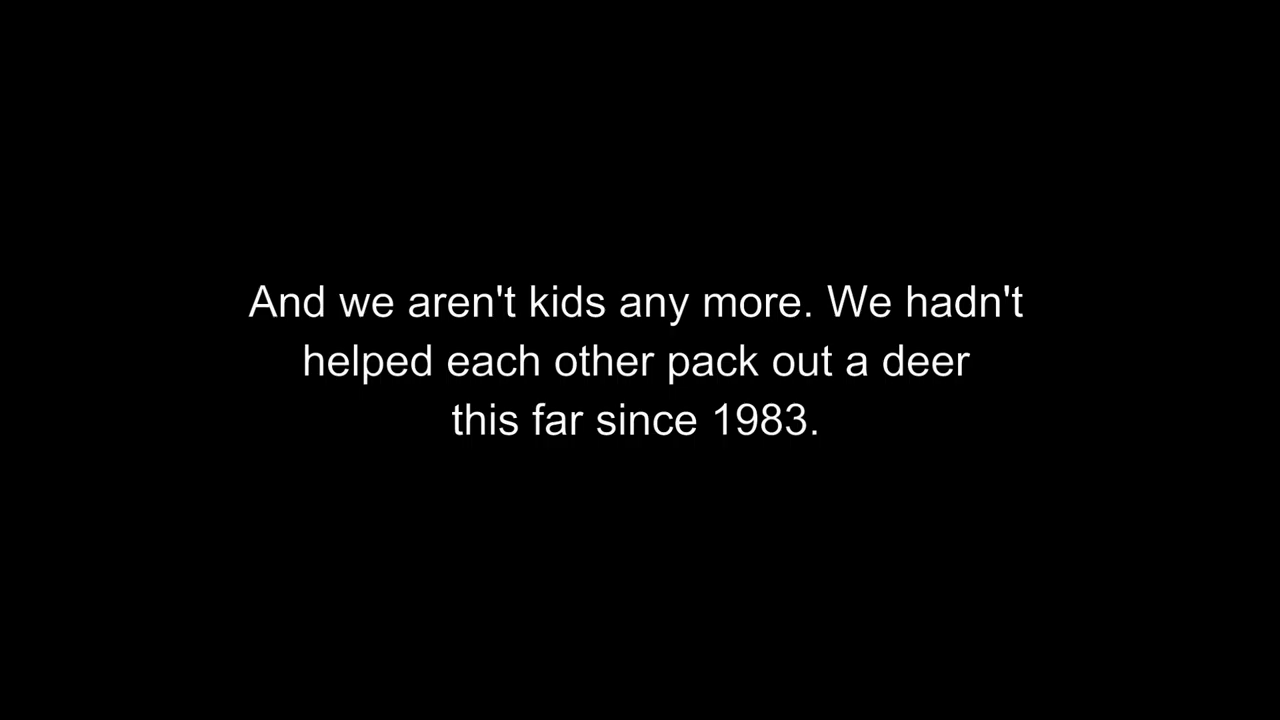 And we aren't kids any more. We hadn't
helped each other pack out a deer
this far since 1983.